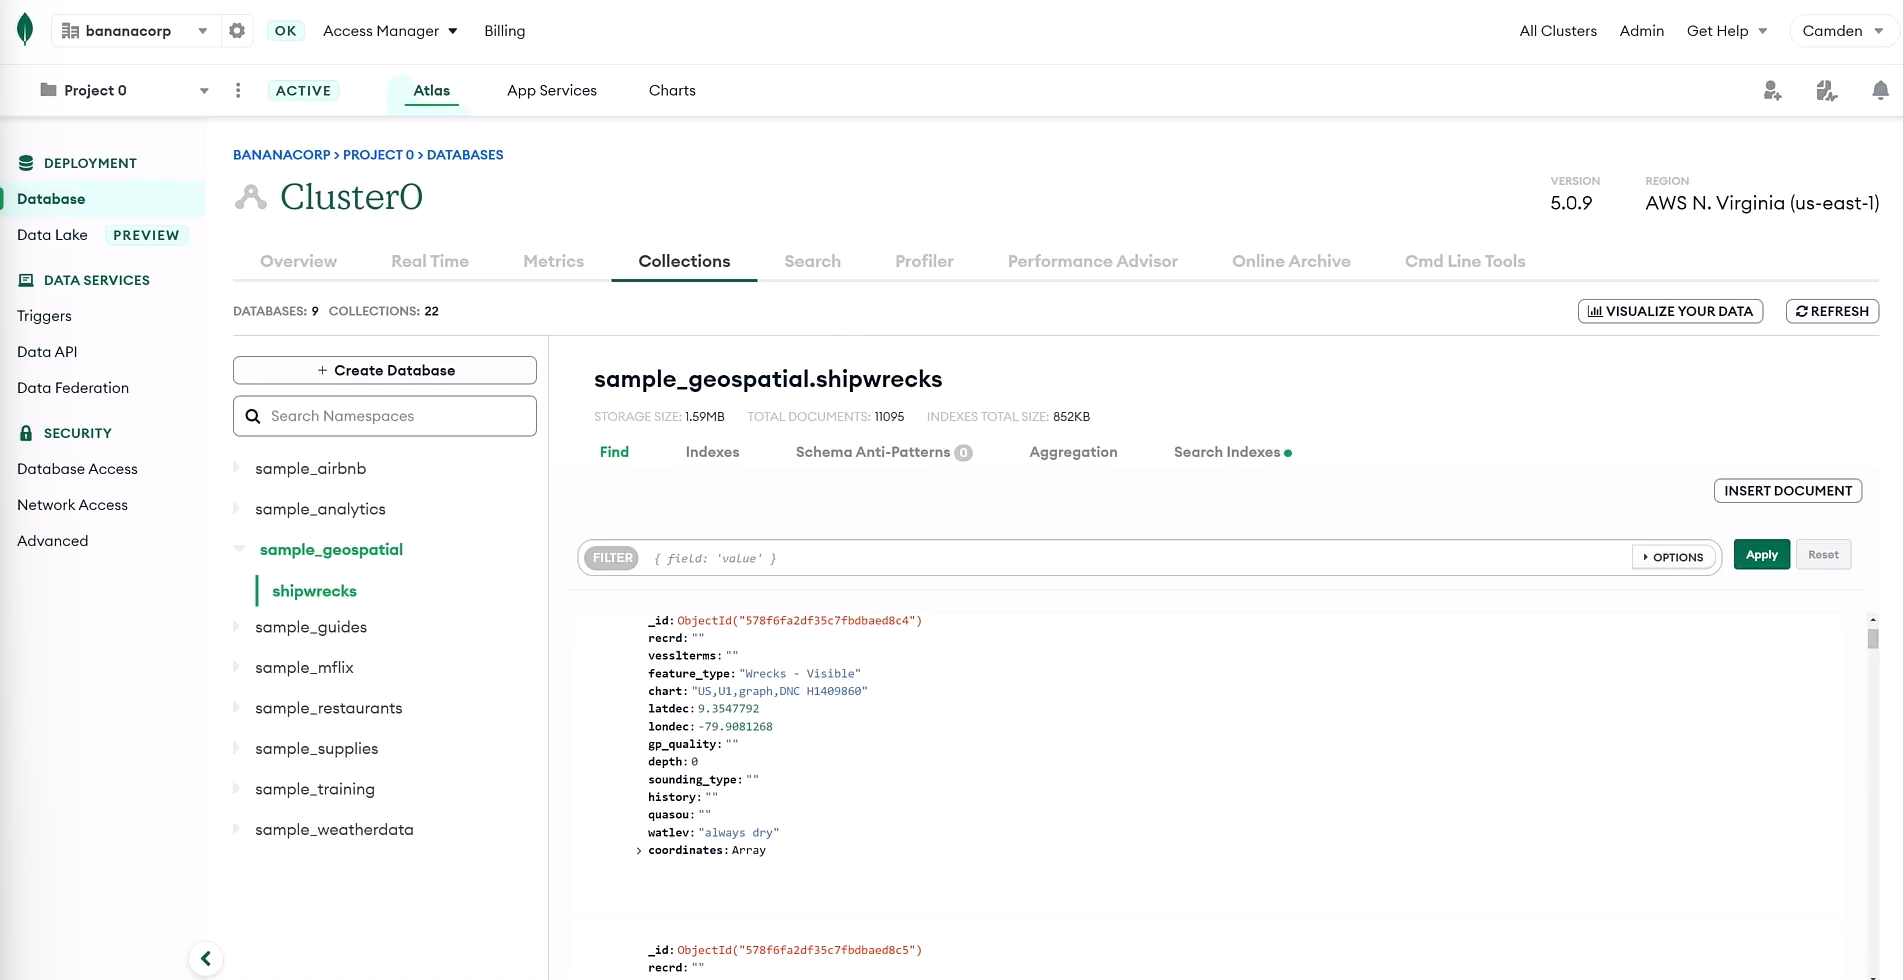 bananacorp OK Access Manager Billing All Clusters Admin Get Help Camden
Project 0 ACTIVE Atlas App Services Charts
DEPLOYMENT
Database
Data Lake PREVIEW
DATA SERVICES
Triggers
Data API
Data Federation
SECURITY
Database Access
Network Access
Advanced
BANANACORP > PROJECT 0 > DATABASES
Cluster0
VERSION
5.0.9
REGION
AWS N. Virginia (us-east-1)
Overview Real Time Metrics Collections Search Profiler Performance Advisor Online Archive Cmd Line Tools
DATABASES: 9 COLLECTIONS: 22
VISUALIZE YOUR DATA REFRESH
+ Create Database
Search Namespaces
sample_airbnb
sample_analytics
sample_geospatial
shipwrecks
sample_guides
sample_mflix
sample_restaurants
sample_supplies
sample_training
sample_weatherdata
sample_geospatial.shipwrecks
STORAGE SIZE: 1.59MB TOTAL DOCUMENTS: 11095 INDEXES TOTAL SIZE: 852KB
Find Indexes Schema Anti-Patterns 0 Aggregation Search Indexes
INSERT DOCUMENT
FILTER { field: 'value' } OPTIONS Apply Reset
_id: ObjectId("578f6fa2df35c7fbdbaed8c4")
recrd: ""
vesslterms: ""
feature_type: "Wrecks - Visible"
chart: "US,U1,graph,DNC H1409860"
latdec: 9.3547792
londec: -79.9081268
gp_quality: ""
depth: 0
sounding_type: ""
history: ""
quasou: ""
watlev: "always dry"
coordinates: Array
_id: ObjectId("578f6fa2df35c7fbdbaed8c5")
recrd: ""